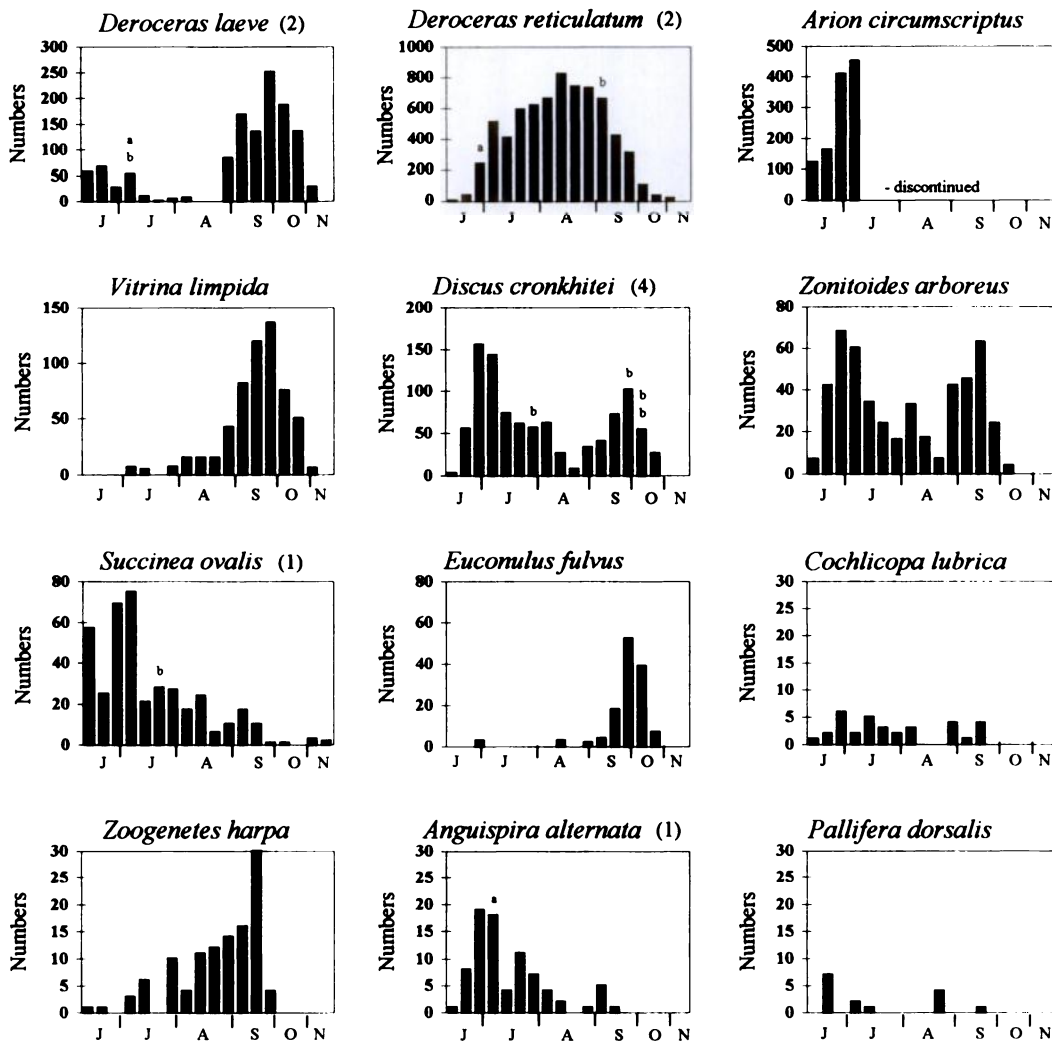 Deroceras laeve (2)
Numbers
300
250
200
150
100
50
0
a
b
J J A S O N
Deroceras reticulatum (2)
Numbers
1000
800
600
400
200
0
a
b
J J A S O N
Arion circumscriptus
Numbers
500
400
300
200
100
0
- discontinued
J J A S O N
Vitrina limpida
Numbers
150
100
50
0
J J A S O N
Discus cronkhitei (4)
Numbers
200
150
100
50
0
b
b
b
b
J J A S O N
Zonitoides arboreus
Numbers
80
60
40
20
0
J J A S O N
Succinea ovalis (1)
Numbers
80
60
40
20
0
b
J J A S O N
Euconulus fulvus
Numbers
80
60
40
20
0
J J A S O N
Cochlicopa lubrica
Numbers
30
25
20
15
10
5
0
J J A S O N
Zoogenetes harpa
Numbers
30
25
20
15
10
5
0
J J A S O N
Anguispira alternata (1)
Numbers
30
25
20
15
10
5
0
a
J J A S O N
Pallifera dorsalis
Numbers
30
25
20
15
10
5
0
J J A S O N